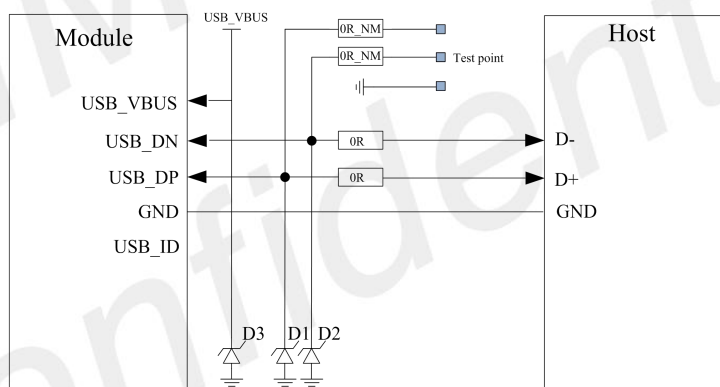 USB_VBUS
Module
Host
0R_NM
0R_NM
Test point
USB_VBUS
USB_DN
0R
D-
USB_DP
0R
D+
GND
GND
USB_ID
D3
D1
D2